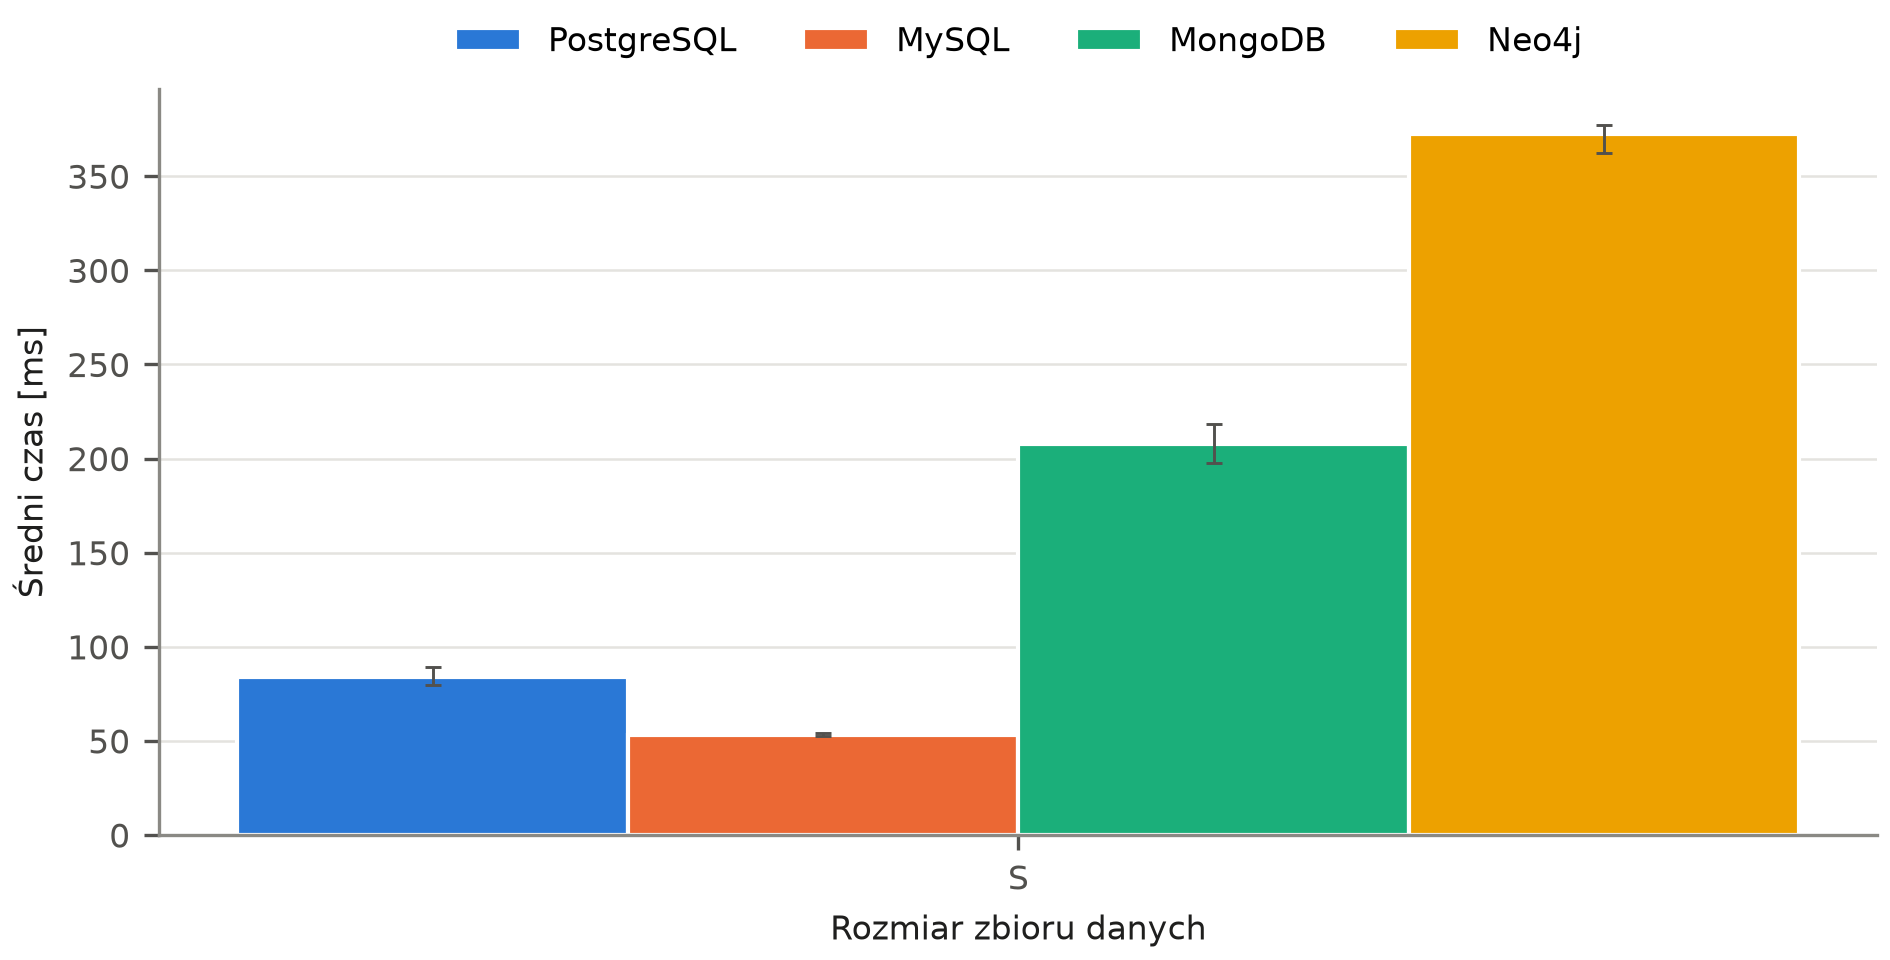 PostgreSQL MySQL MongoDB Neo4j
Średni czas [ms]
350
300
250
200
150
100
50
0
S
Rozmiar zbioru danych